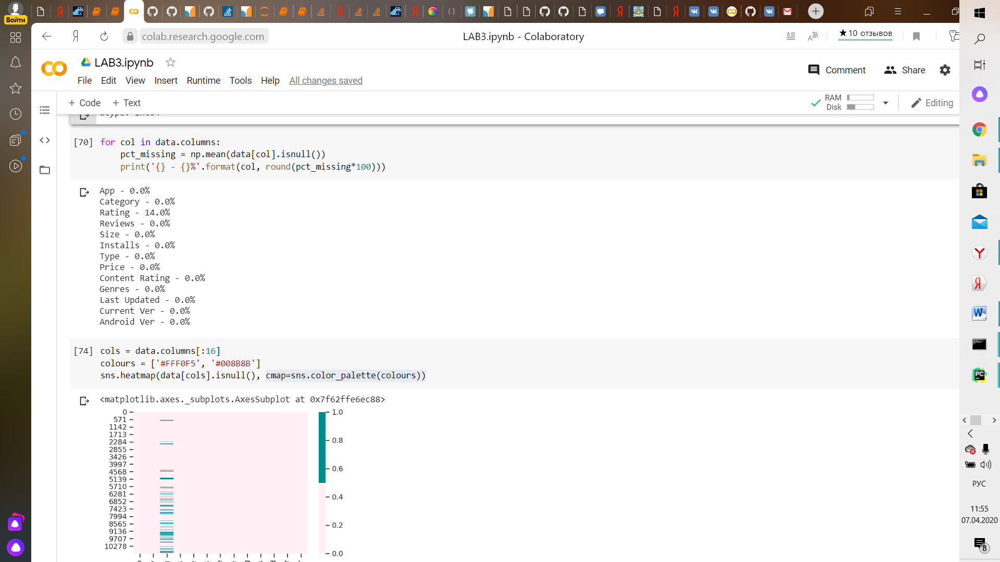 Войти
colab.research.google.com
LAB3.ipynb - Colaboratory
★10 отзывов
LAB3.ipynb
Comment
Share
File Edit View Insert Runtime Tools Help All changes saved
+ Code + Text
RAM
Disk
Editing
[70] for col in data.columns:
pct_missing = np.mean(data[col].isnull())
print('{} - {}%'.format(col, round(pct_missing*100)))
App - 0.0%
Category - 0.0%
Rating - 14.0%
Reviews - 0.0%
Size - 0.0%
Installs - 0.0%
Type - 0.0%
Price - 0.0%
Content Rating - 0.0%
Genres - 0.0%
Last Updated - 0.0%
Current Ver - 0.0%
Android Ver - 0.0%
[74] cols = data.columns[:16]
colours = ['#FFF0F5', '#008B8B']
sns.heatmap(data[cols].isnull(), cmap=sns.color_palette(colours))
<matplotlib.axes._subplots.AxesSubplot at 0x7f62ffe6ec88>
0
571
1142
1713
2284
2855
3426
3997
4568
5139
5710
6281
6852
7423
7994
8565
9136
9707
10278
1.0
0.8
0.6
0.4
0.2
0.0
РУС
11:55
07.04.2020
8